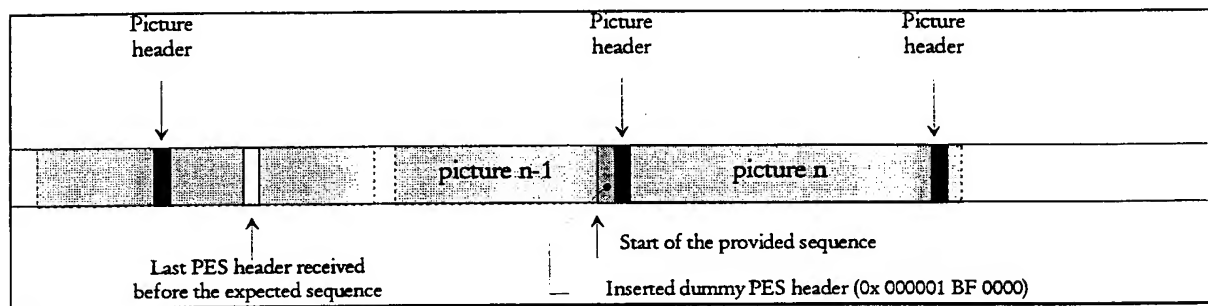 Picture
header
Picture
header
Picture
header
picture n-1
picture n
Start of the provided sequence
Last PES header received
before the expected sequence
Inserted dummy PES header (0x 000001 BF 0000)